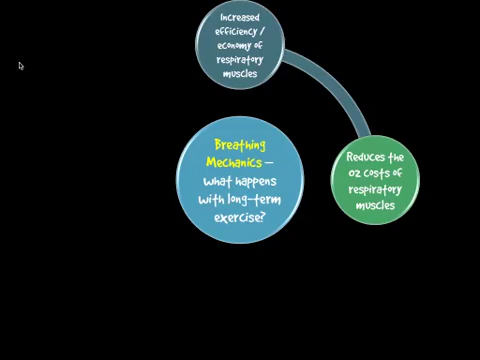 Increased
efficiency /
economy of
respiratory
muscles
Breathing
Mechanics –
what happens
with long-term
exercise?
Reduces the
O2 costs of
respiratory
muscles